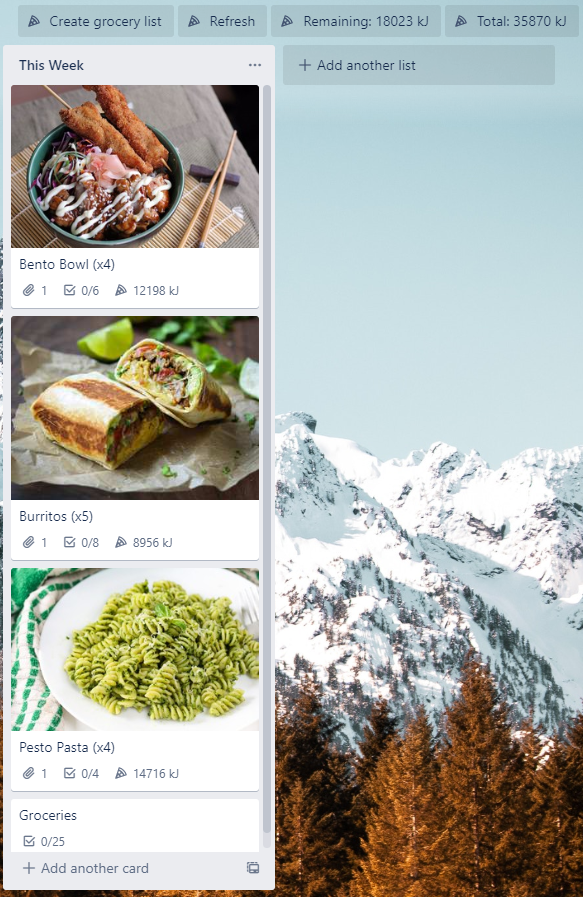 Create grocery list
Refresh
Remaining: 18023 kJ
Total: 35870 kJ
This Week
Add another list
Bento Bowl (x4)
1 0/6 12198 kJ
Burritos (x5)
1 0/8 8956 kJ
Pesto Pasta (x4)
1 0/4 14716 kJ
Groceries
0/25
Add another card